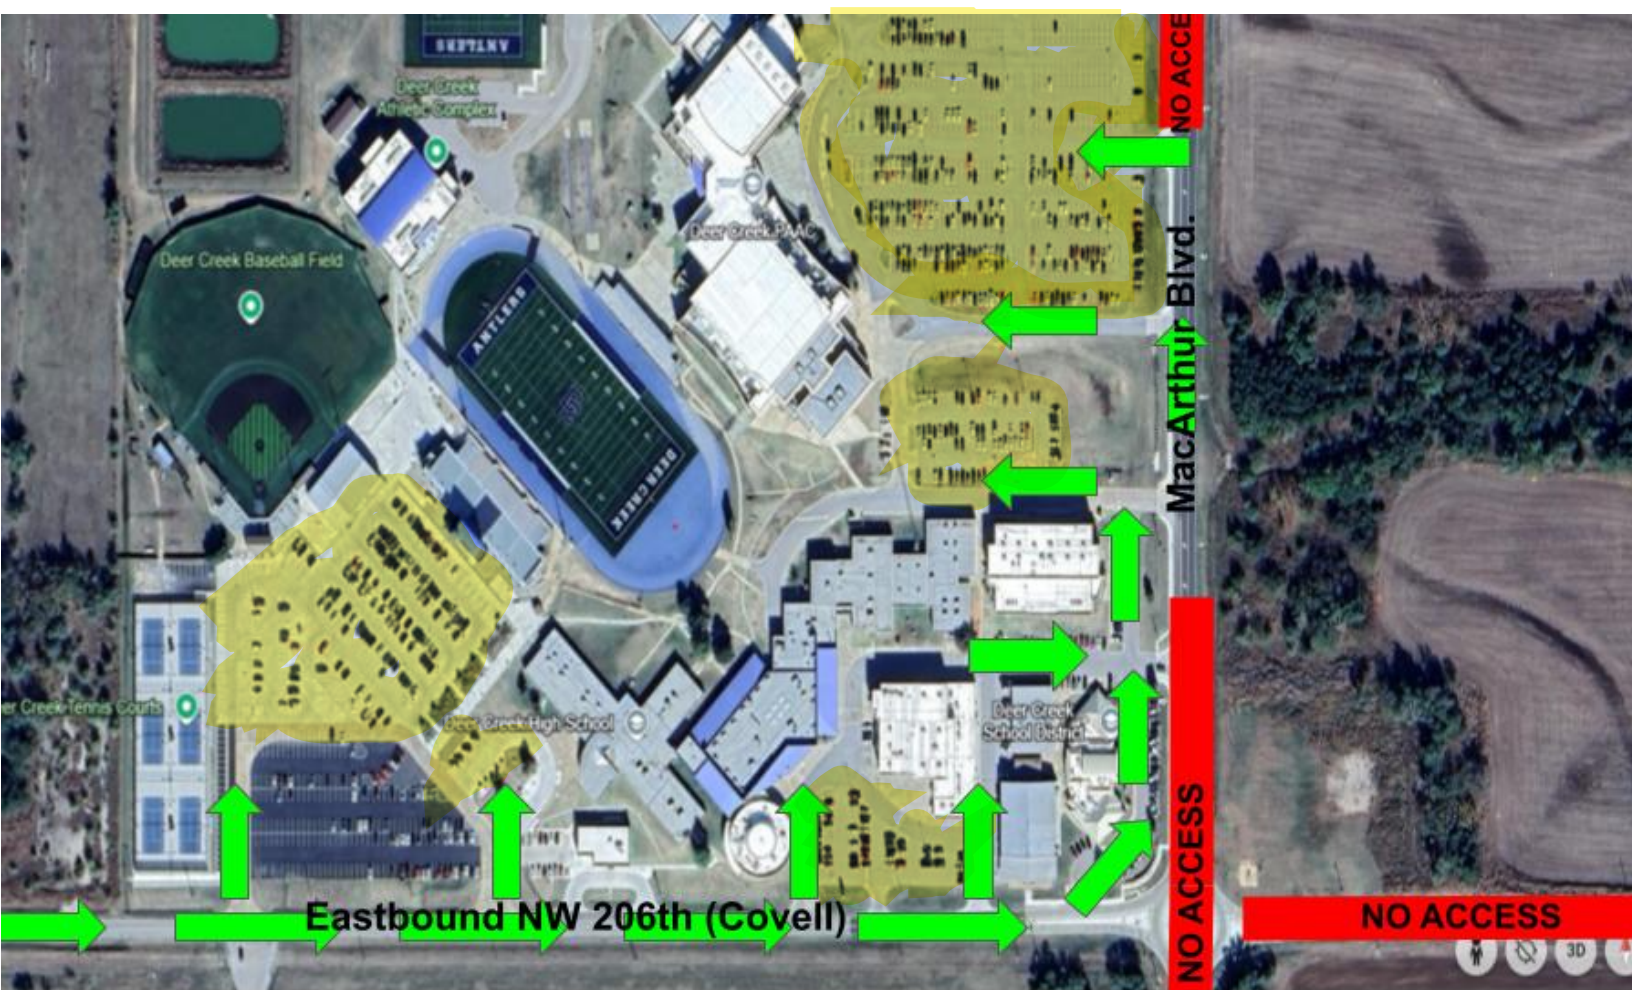 NO ACCE
ANTLERS
Deer Creek
Athletic Complex
Deer Creek PAAC
MacArthur Blvd.
Deer Creek Baseball Field
ANTLERS
DEER CREEK
er Creek Tennis Courts
Deer Creek High School
Deer Creek
School District
NO ACCESS
Eastbound NW 206th (Covell)
NO ACCESS
3D